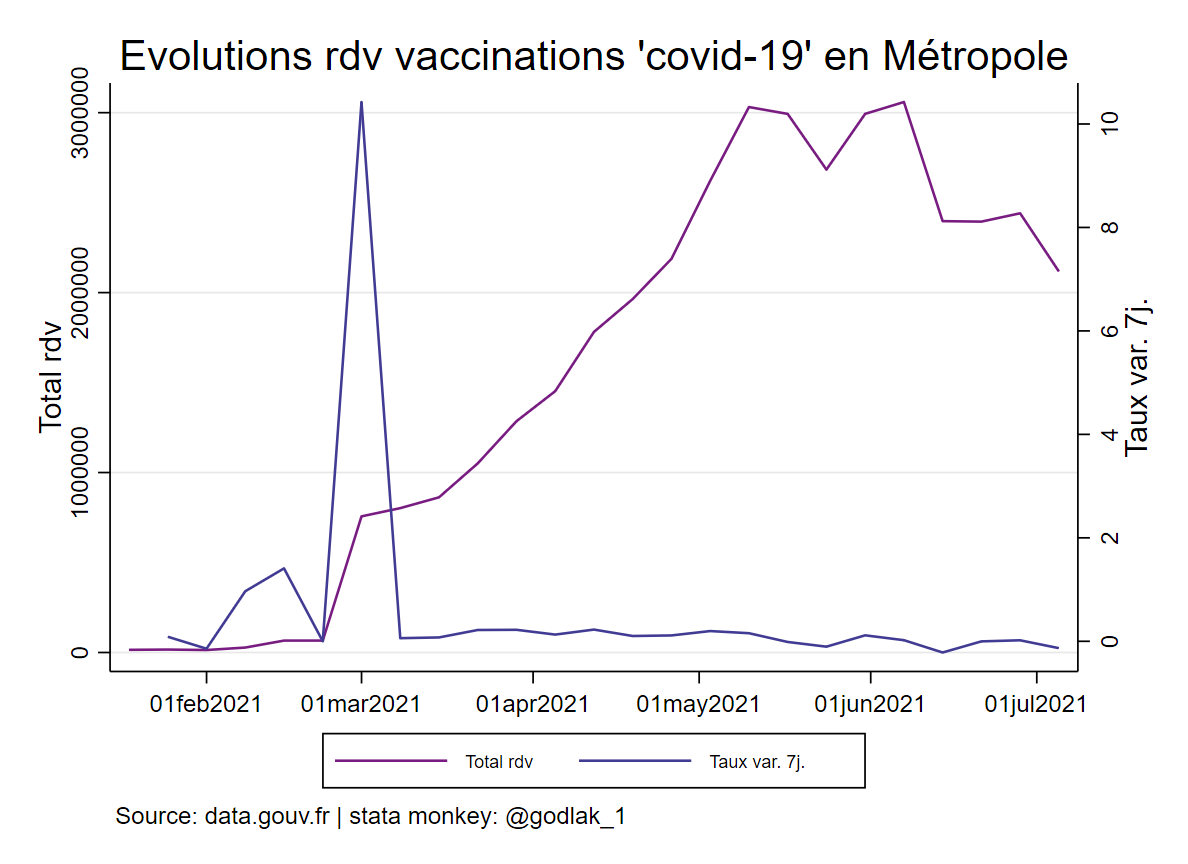 Evolutions rdv vaccinations 'covid-19' en Métropole
Total rdv
3000000
2000000
1000000
0
Taux var. 7j.
10
8
6
4
2
0
01feb2021 01mar2021 01apr2021 01may2021 01jun2021 01jul2021
Total rdv Taux var. 7j.
Source: data.gouv.fr | stata monkey: @godlak_1